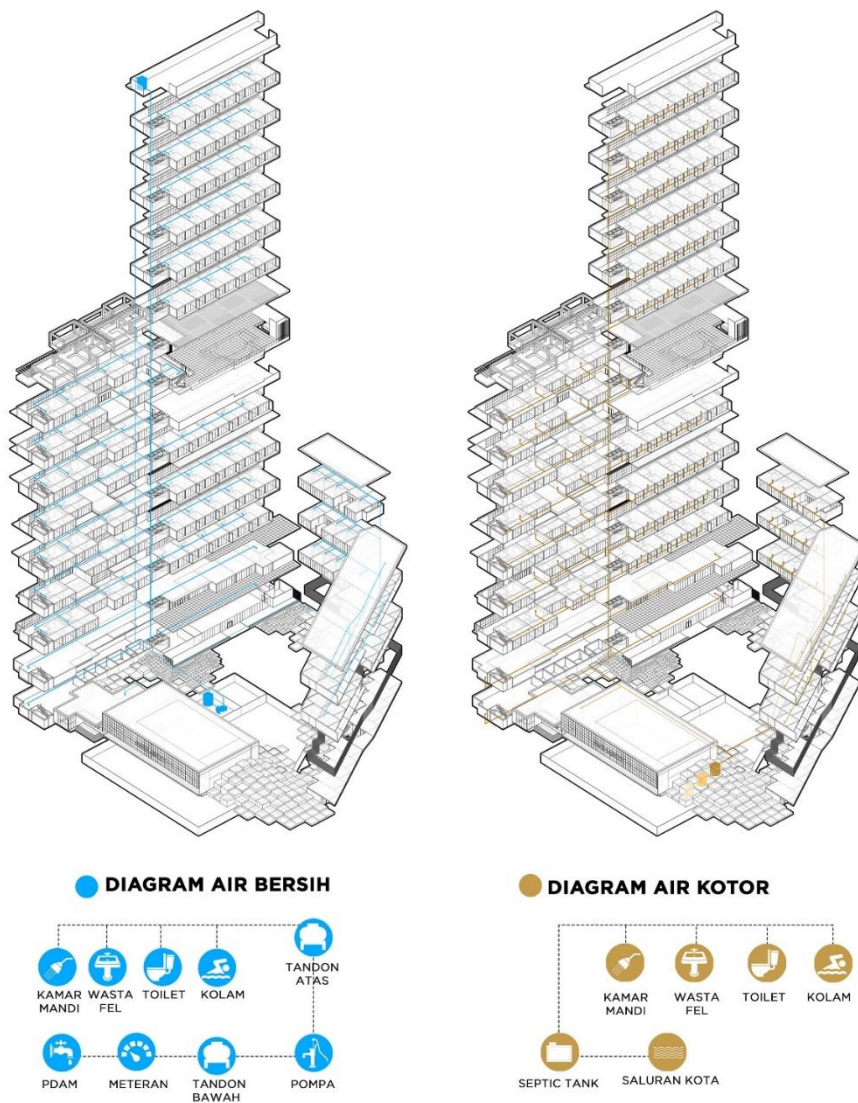 DIAGRAM AIR BERSIH
KAMAR
MANDI
WASTA
FEL
TOILET
KOLAM
TANDON
ATAS
PDAM
METERAN
TANDON
BAWAH
POMPA
DIAGRAM AIR KOTOR
KAMAR
MANDI
WASTA
FEL
TOILET
KOLAM
SEPTIC TANK
SALURAN KOTA